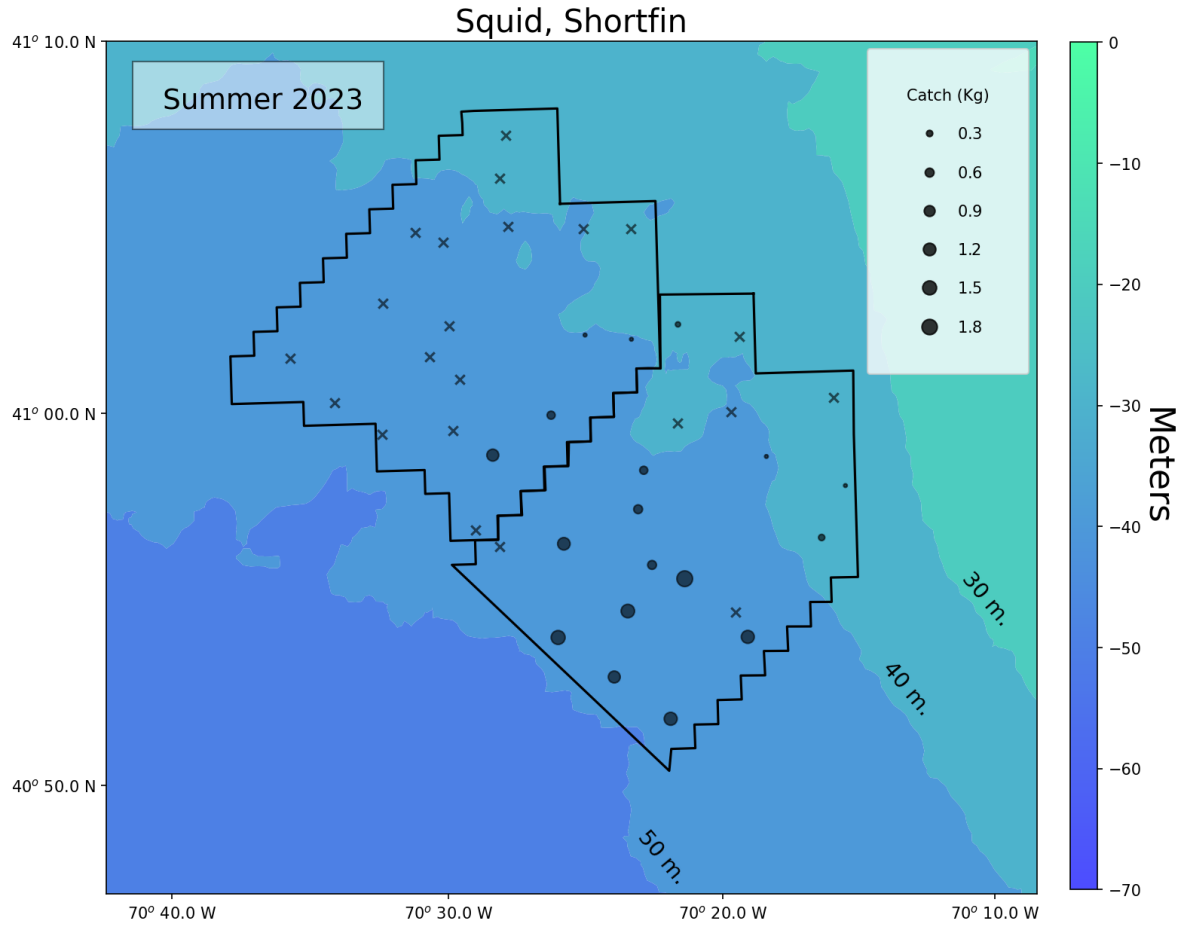 Squid, Shortfin
41° 10.0 N
41° 00.0 N
40° 50.0 N
Summer 2023
Catch (Kg)
0.3
0.6
0.9
1.2
1.5
1.8
30 m.
40 m.
50 m.
70° 40.0 W
70° 30.0 W
70° 20.0 W
70° 10.0 W
0
−10
−20
−30
−40
−50
−60
−70
Meters